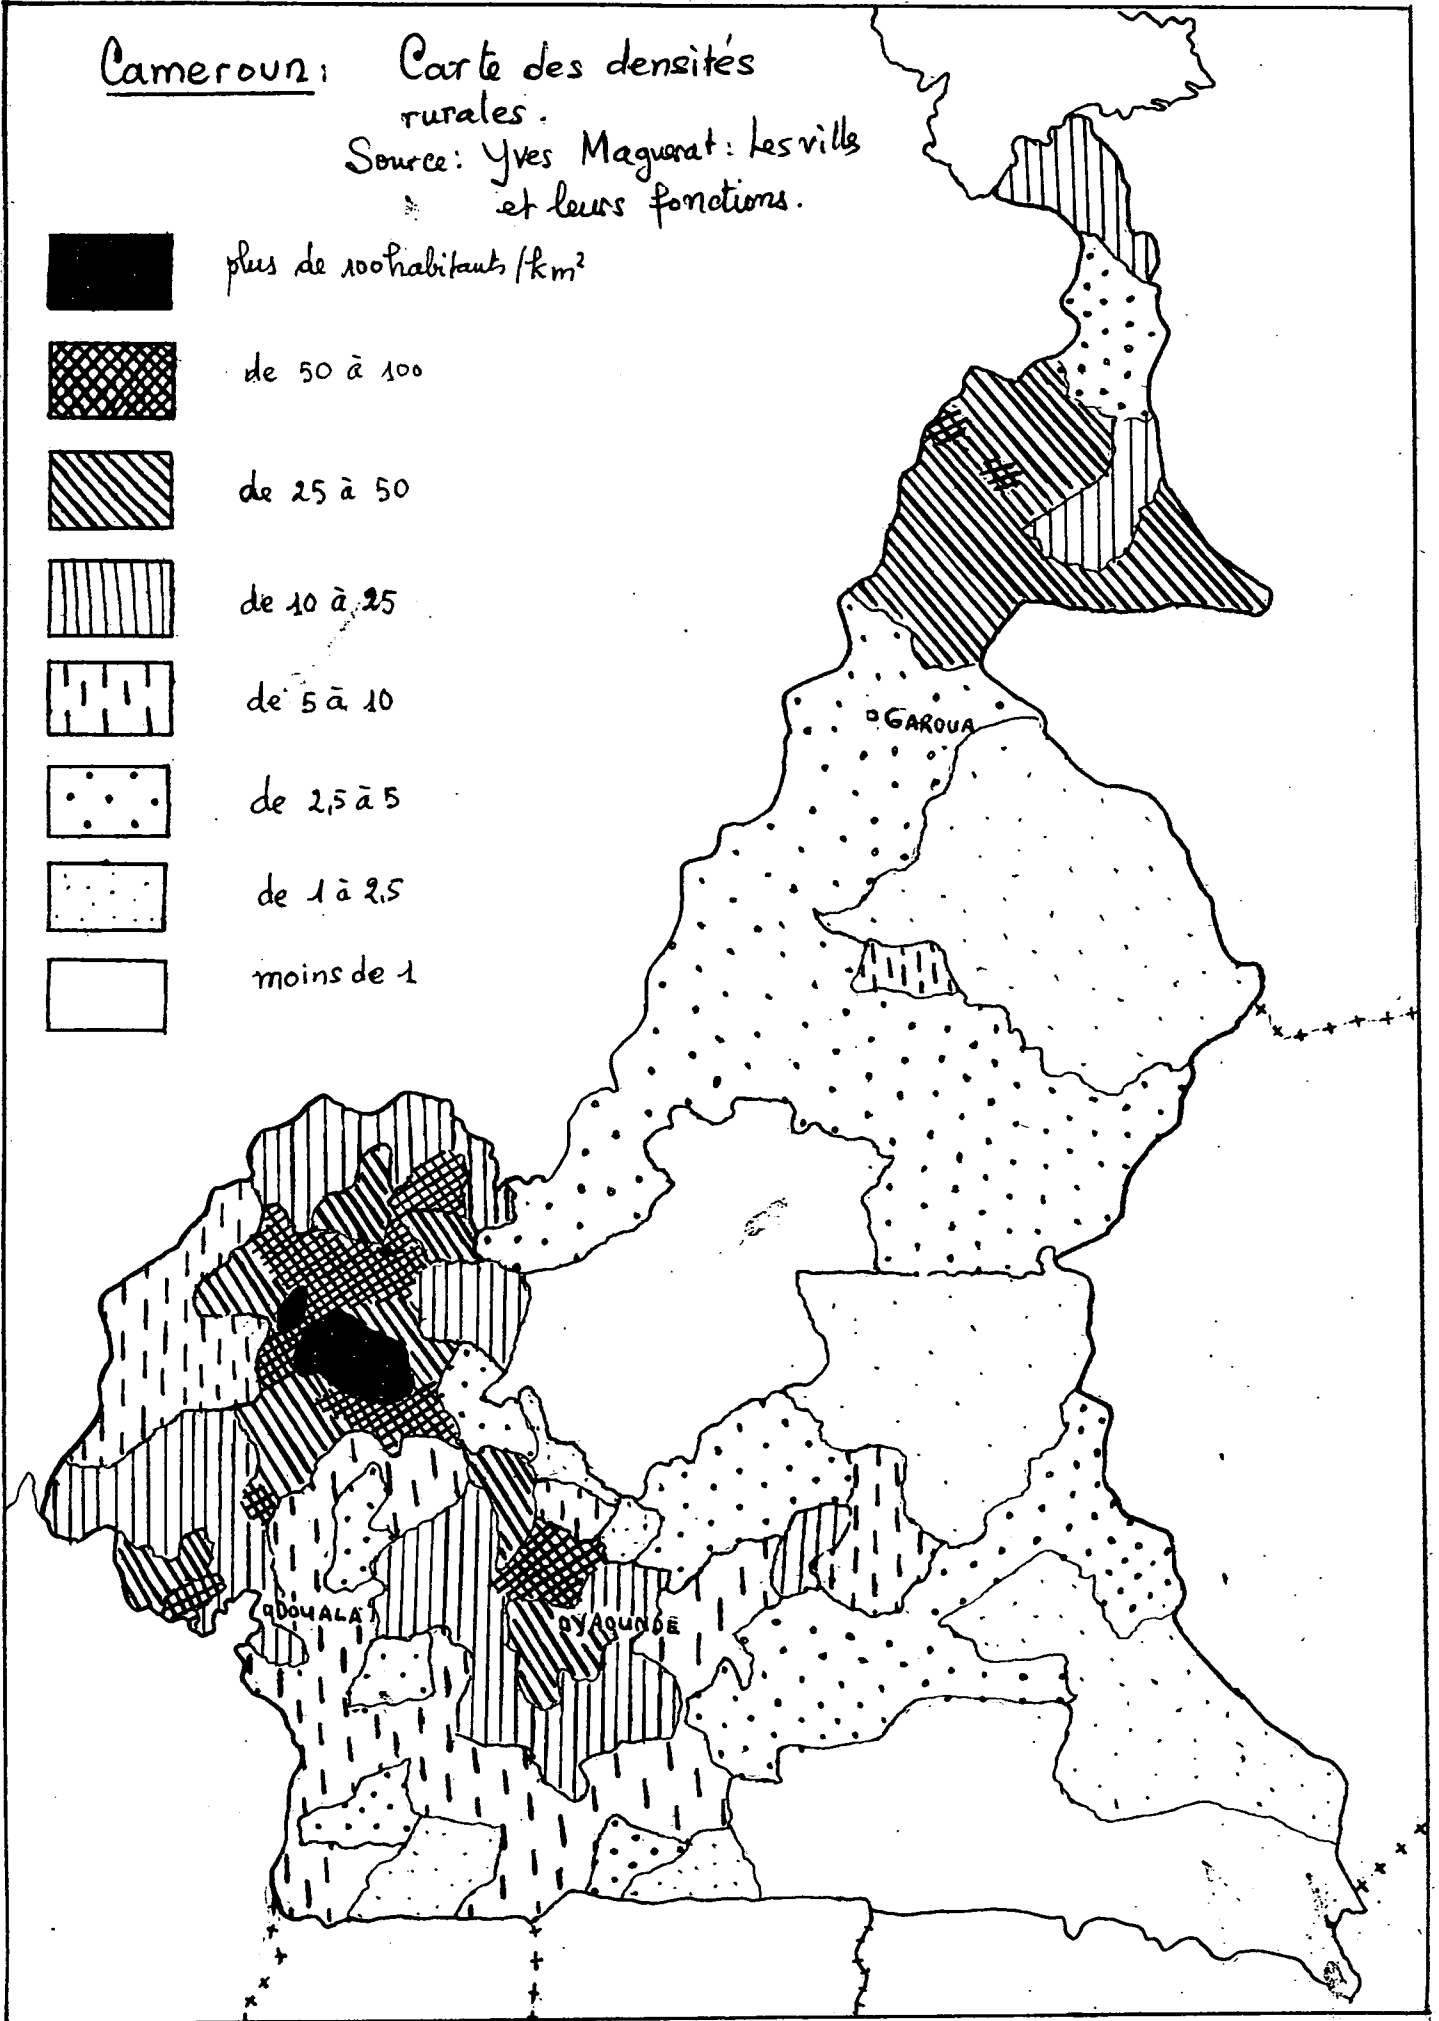 Cameroun: Carte des densités
rurales.
Source: Yves Maguerat: Les villes
et leurs fonctions.
plus de 100 habitants/km²
de 50 à 100
de 25 à 50
de 10 à 25
de 5 à 10
de 2,5 à 5
de 1 à 2,5
moins de 1
GAROUA
DOUALA
YAOUNDE